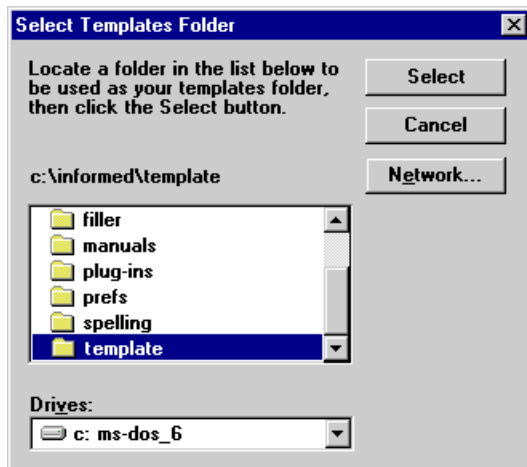 Select Templates Folder
Locate a folder in the list below to
be used as your templates folder,
then click the Select button.
Select
Cancel
Network...
c:\informed\template
filler
manuals
plug-ins
prefs
spelling
template
Drives:
c: ms-dos_6